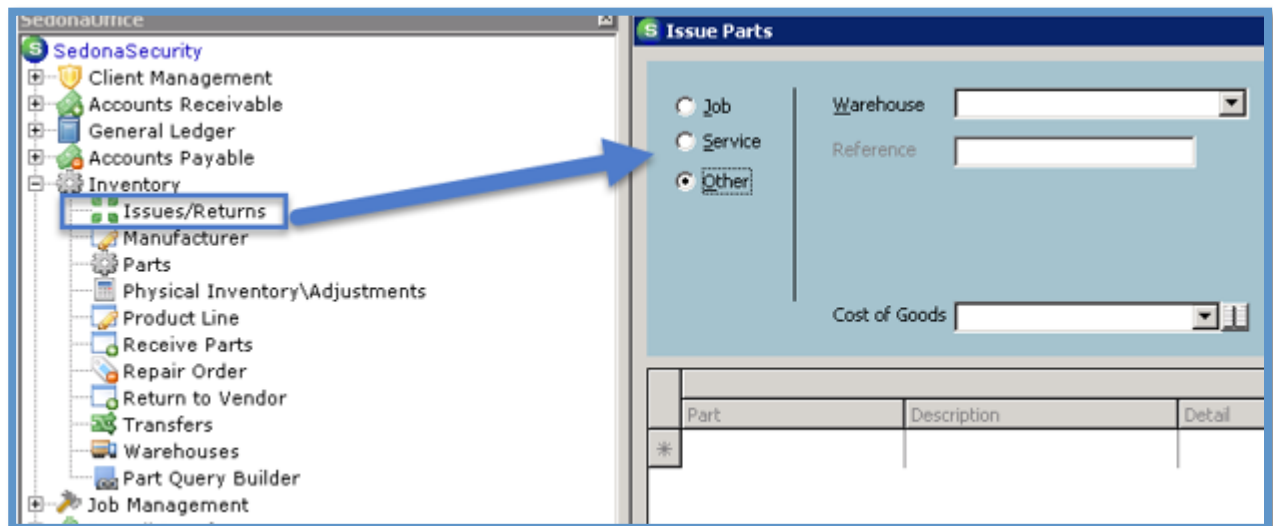 SedonaOffice
SedonaSecurity
Client Management
Accounts Receivable
General Ledger
Accounts Payable
Inventory
Issues/Returns
Manufacturer
Parts
Physical Inventory\Adjustments
Product Line
Receive Parts
Repair Order
Return to Vendor
Transfers
Warehouses
Part Query Builder
Job Management
S Issue Parts
Job
Service
Other
Warehouse
Reference
Cost of Goods
Part Description Detail